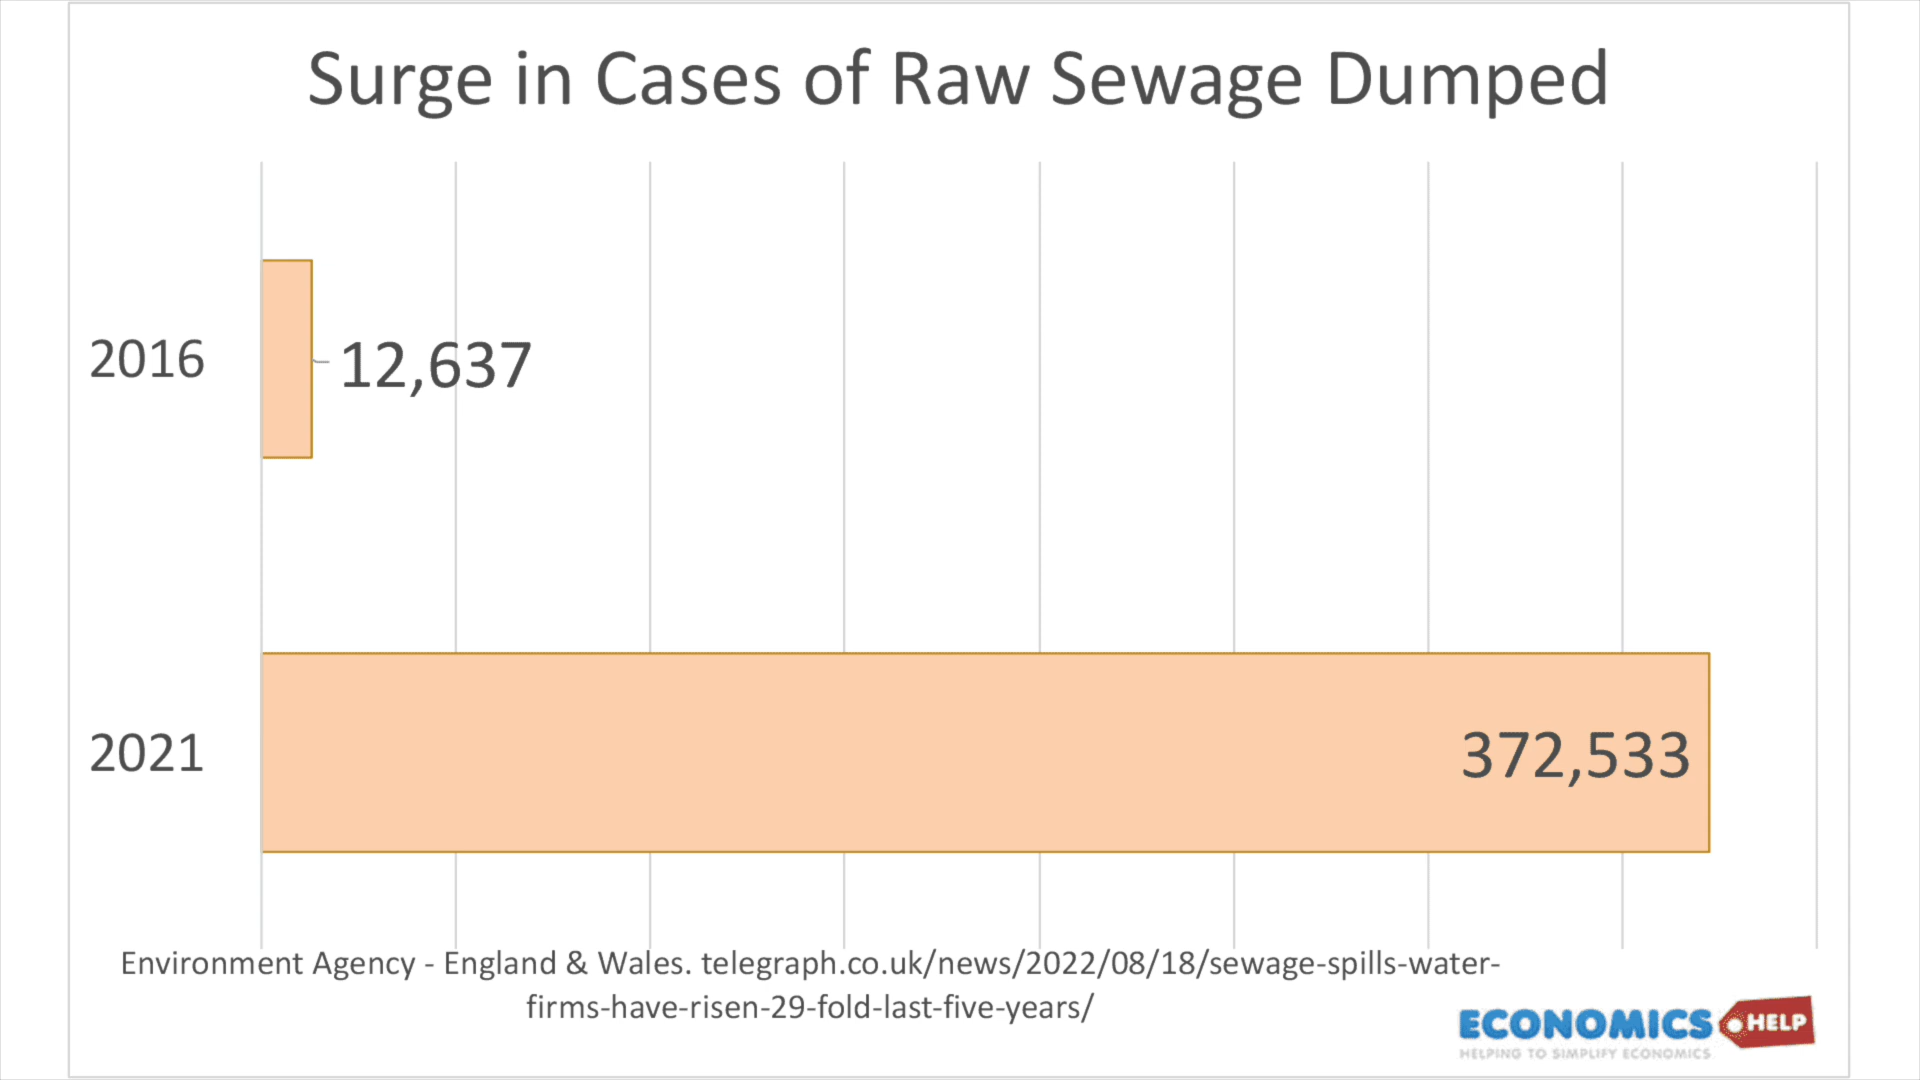 Surge in Cases of Raw Sewage Dumped
2016
12,637
2021
372,533
Environment Agency - England & Wales. telegraph.co.uk/news/2022/08/18/sewage-spills-water-
firms-have-risen-29-fold-last-five-years/
ECONOMICS HELP
HELPING TO SIMPLIFY ECONOMICS